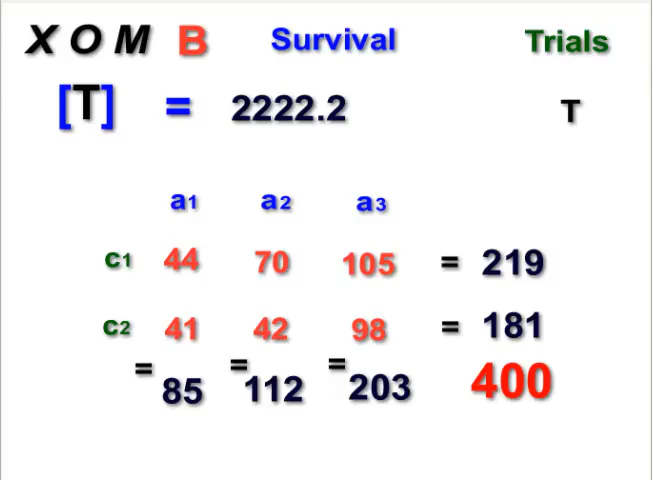 X O M B Survival Trials
[T] = 2222.2 T
a1 a2 a3
c1 44 70 105 = 219
c2 41 42 98 = 181
= 85 = 112 = 203 400